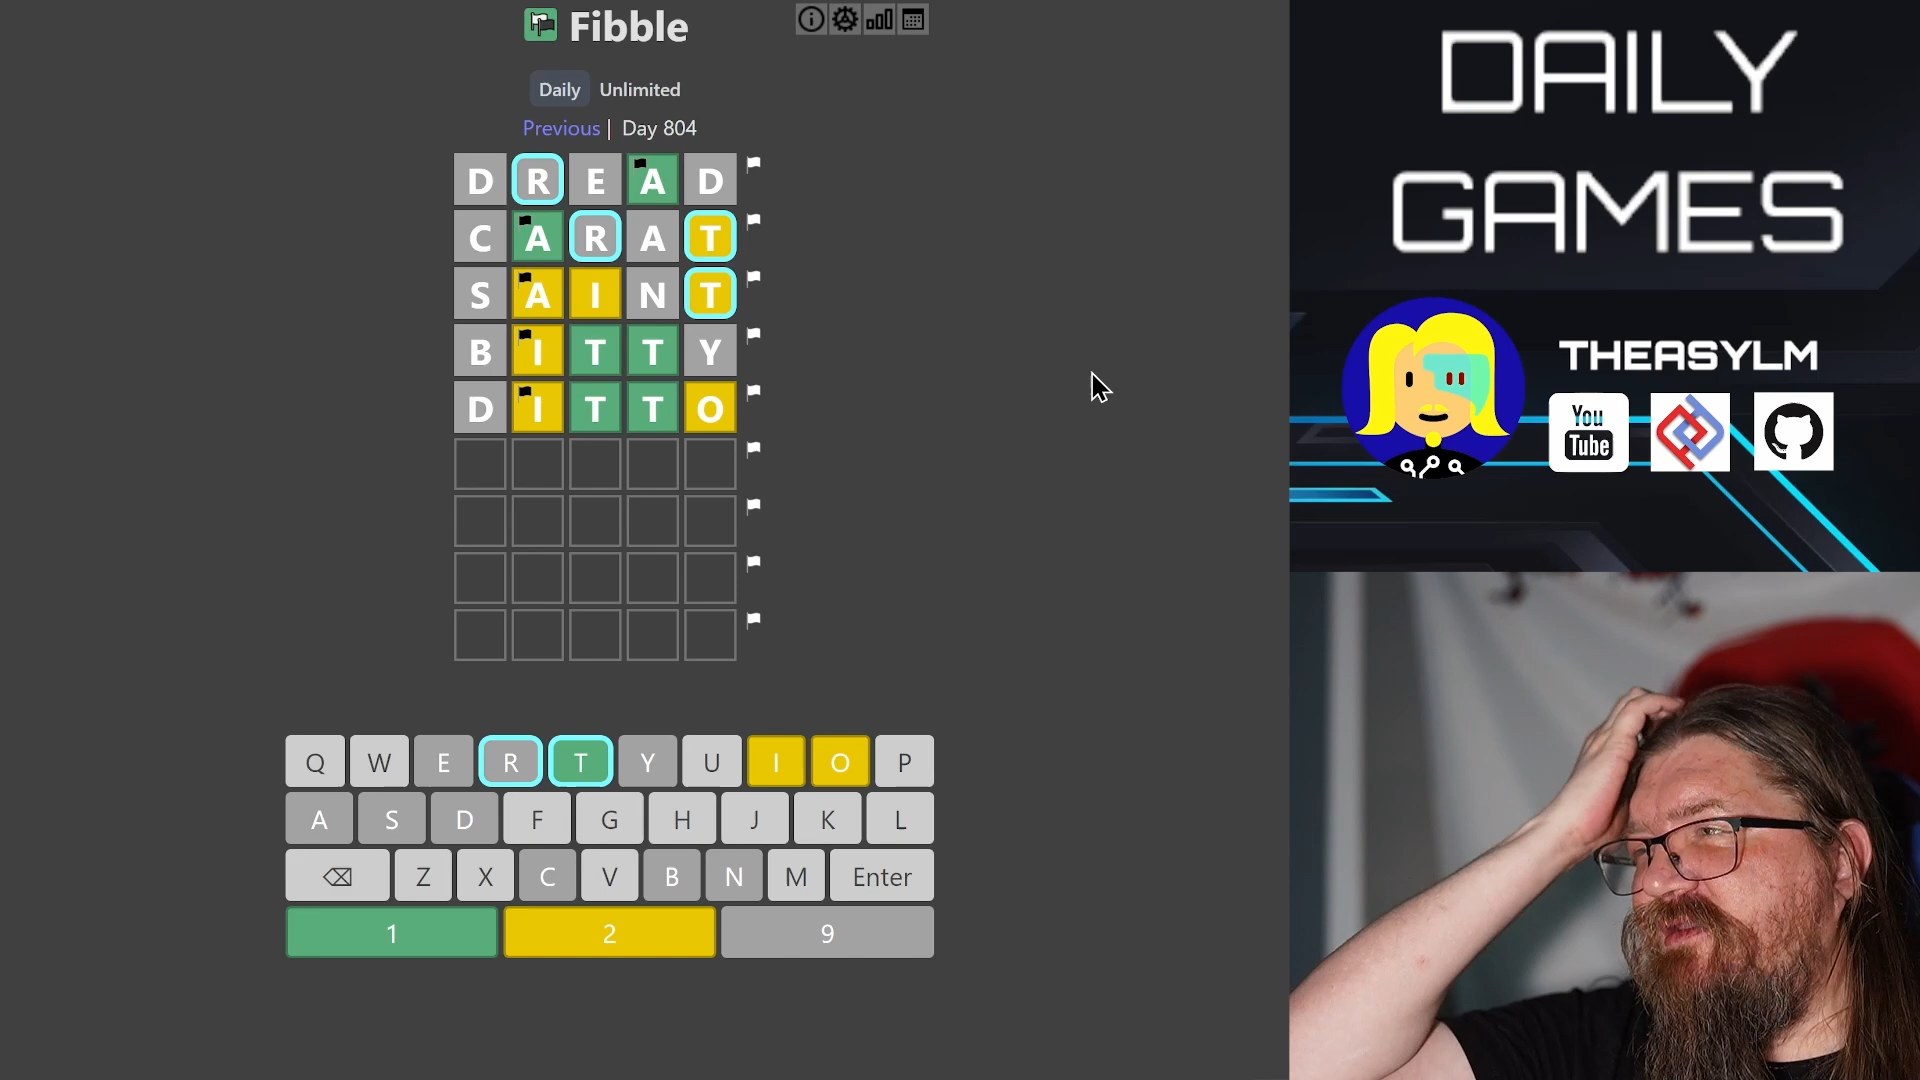 Fibble
Daily Unlimited
Previous | Day 804
D R E A D
C A R A T
S A I N T
B I T T Y
D I T T O
Q W E R T Y U I O P
A S D F G H J K L
⌫ Z X C V B N M Enter
1 2 9
DAILY
GAMES
THEASYLM
You
Tube